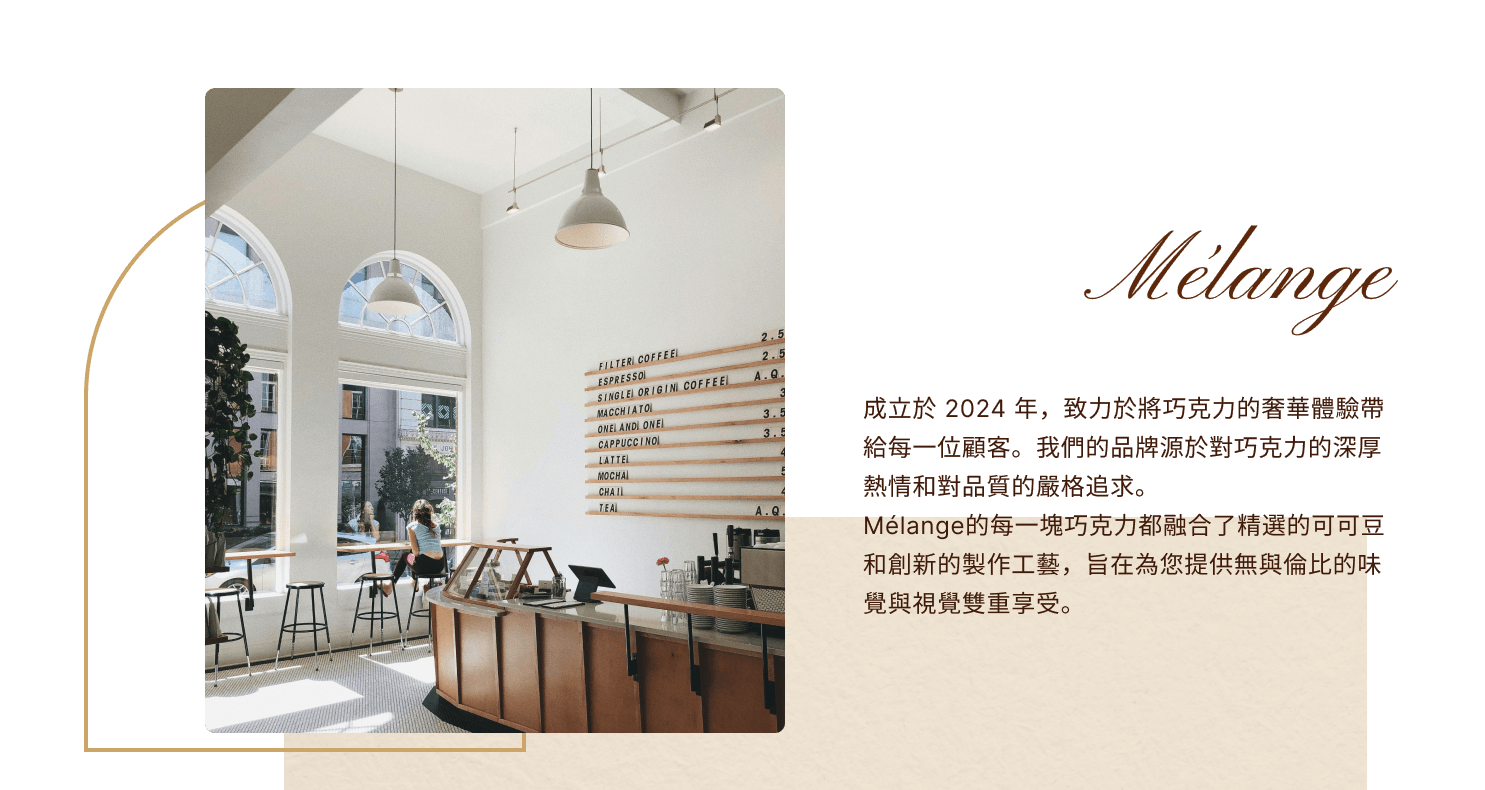 Mélange
成立於 2024 年，致力於將巧克力的奢華體驗帶
給每一位顧客。我們的品牌源於對巧克力的深厚
熱情和對品質的嚴格追求。
Mélange的每一塊巧克力都融合了精選的可可豆
和創新的製作工藝，旨在為您提供無與倫比的味
覺與視覺雙重享受。
FILTER COFFEE 2.5
ESPRESSO 2.5
SINGLE ORIGIN COFFEE A.Q.
MACCHIATO 3
ONE AND ONE 3.5
CAPPUCCINO 3.5
LATTE 4
MOCHA 5
CHAI 4
TEA A.Q.